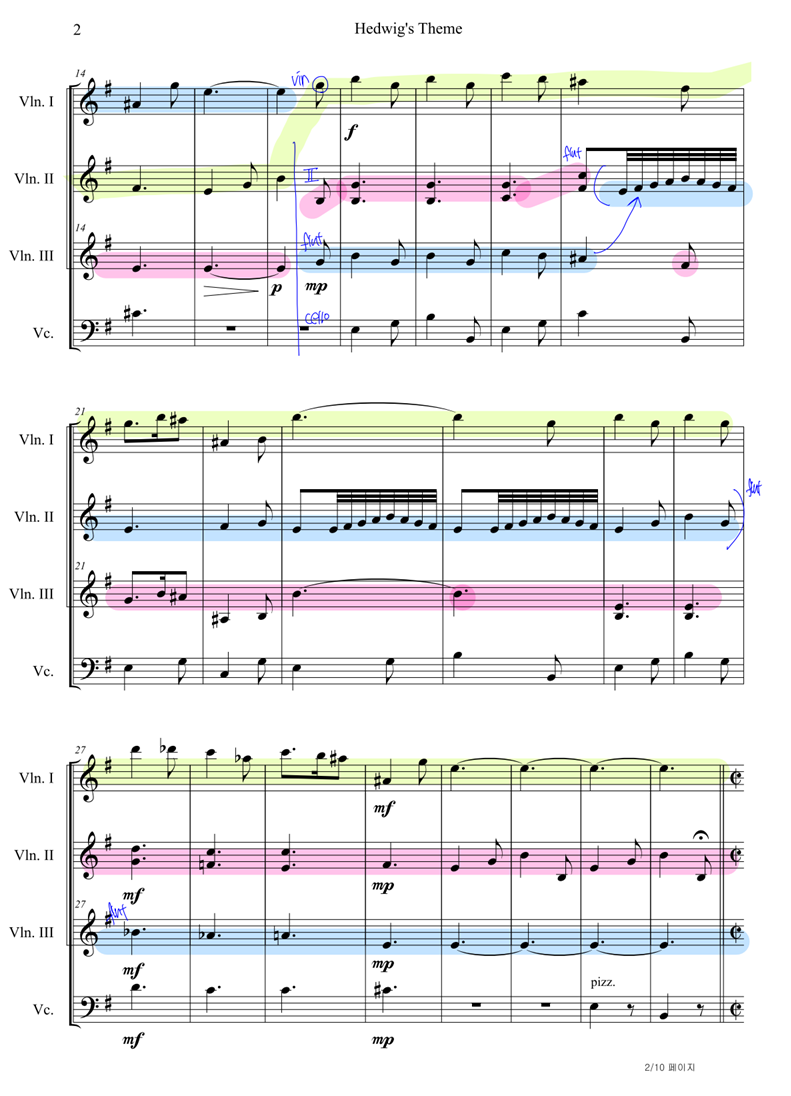 2
Hedwig's Theme
14
Vln. I
vln
f
Vln. II
II
flut
14
Vln. III
flut
p
mp
Vc.
cello
21
Vln. I
Vln. II
flut
21
Vln. III
Vc.
27
Vln. I
mf
Vln. II
mf
mp
27
flut
Vln. III
mf
mp
pizz.
Vc.
mf
mp
2/10 페이지